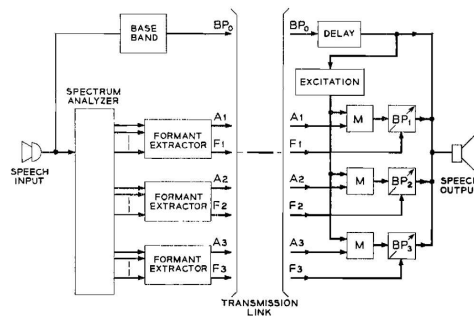 BASE
BAND
BP0
SPECTRUM
ANALYZER
SPEECH
INPUT
FORMANT
EXTRACTOR
A1
F1
FORMANT
EXTRACTOR
A2
F2
FORMANT
EXTRACTOR
A3
F3
TRANSMISSION
LINK
BP0
DELAY
EXCITATION
A1
M
BP1
F1
A2
M
BP2
F2
A3
M
BP3
F3
SPEECH
OUTPUT